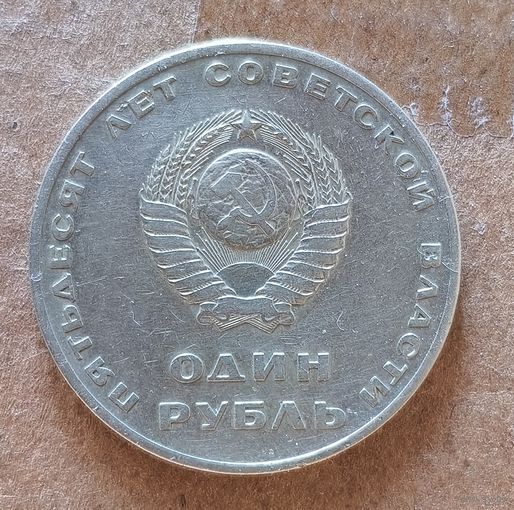 ПЯТЬДЕСЯТ ЛЕТ СОВЕТСКОЙ ВЛАСТИ
ОДИН
РУБЛЬ